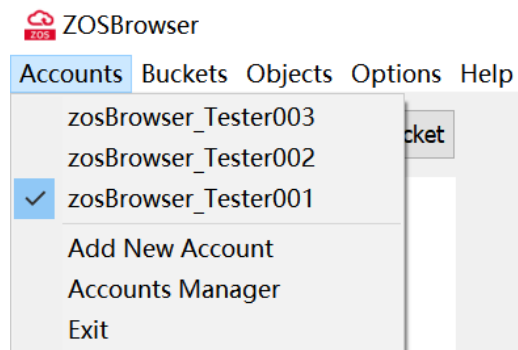 ZOS ZOSBrowser
Accounts Buckets Objects Options Help
zosBrowser_Tester003
cket
zosBrowser_Tester002
zosBrowser_Tester001
Add New Account
Accounts Manager
Exit